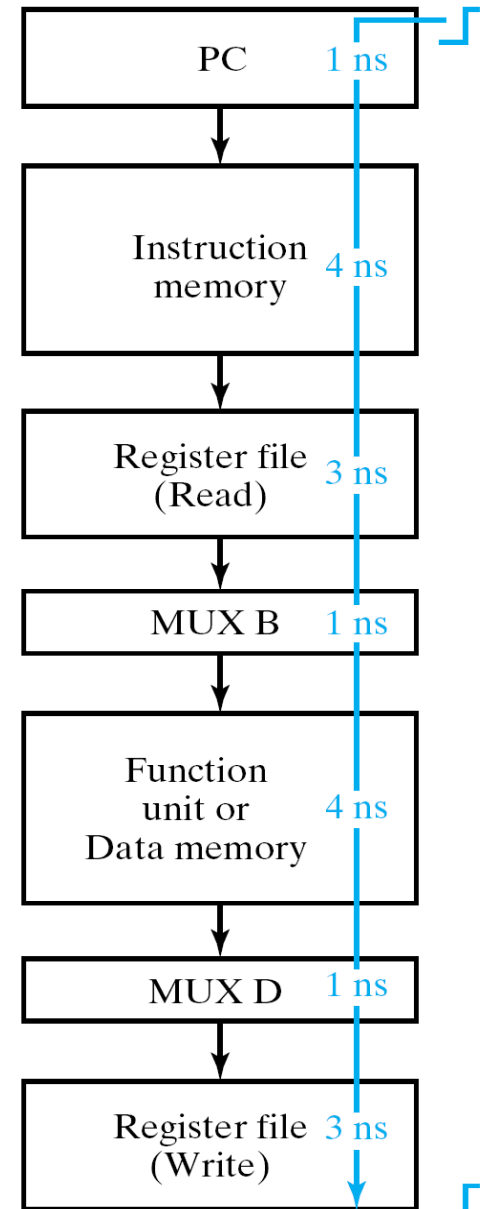 PC 1 ns
Instruction
memory
4 ns
Register file
(Read)
3 ns
MUX B 1 ns
Function
unit or
Data memory
4 ns
MUX D 1 ns
Register file
(Write)
3 ns